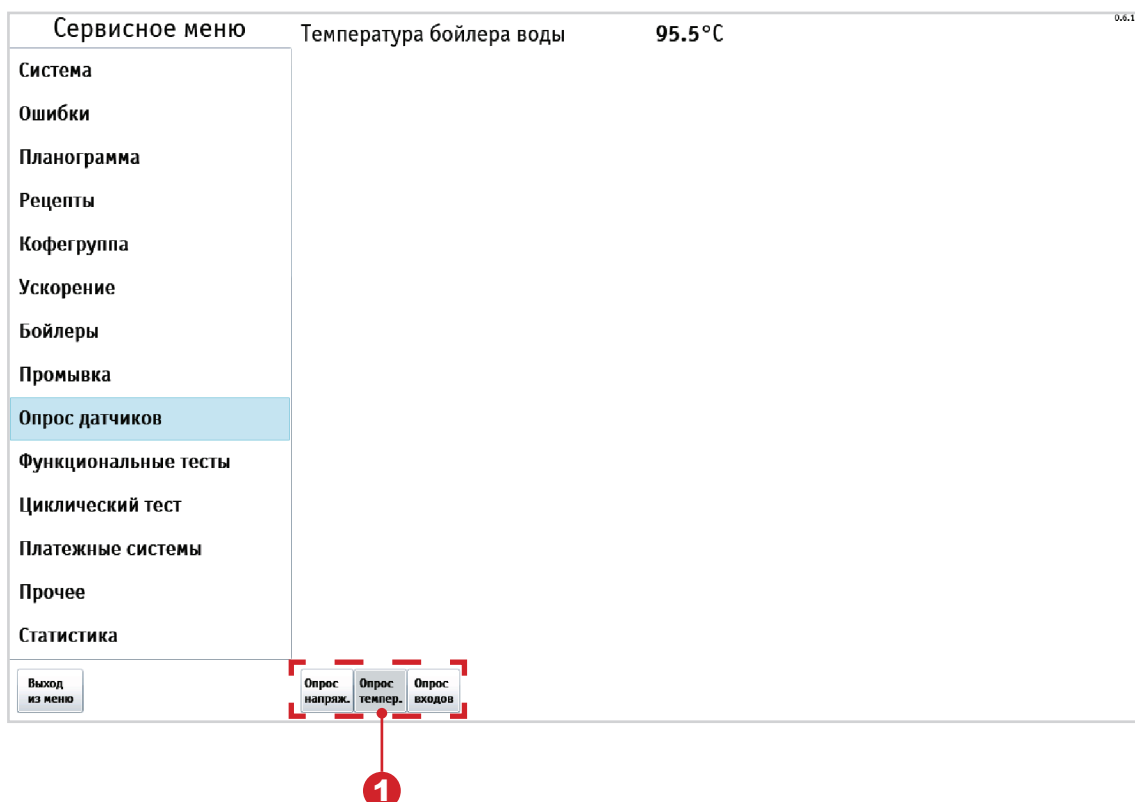 Сервисное меню
Температура бойлера воды 95.5°C
0.6.1
Система
Ошибки
Планограмма
Рецепты
Кофегруппа
Ускорение
Бойлеры
Промывка
Опрос датчиков
Функциональные тесты
Циклический тест
Платежные системы
Прочее
Статистика
Выход
из меню
Опрос
напряж.
Опрос
темпер.
Опрос
входов
1